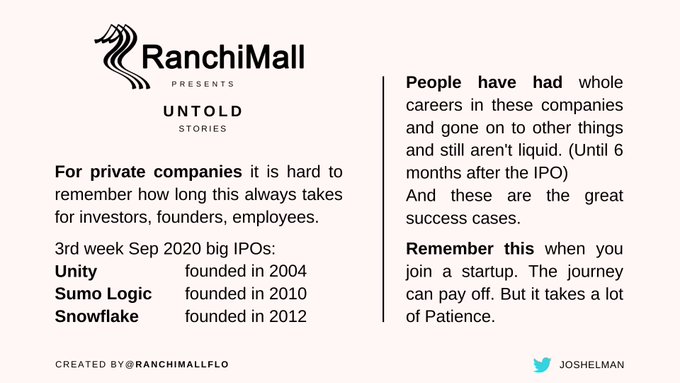 RanchiMall
PRESENTS
UNTOLD
STORIES
For private companies it is hard to
remember how long this always takes
for investors, founders, employees.
3rd week Sep 2020 big IPOs:
Unity founded in 2004
Sumo Logic founded in 2010
Snowflake founded in 2012
People have had whole
careers in these companies
and gone on to other things
and still aren't liquid. (Until 6
months after the IPO)
And these are the great
success cases.
Remember this when you
join a startup. The journey
can pay off. But it takes a lot
of Patience.
CREATED BY@RANCHIMALLFLO
JOSHELMAN